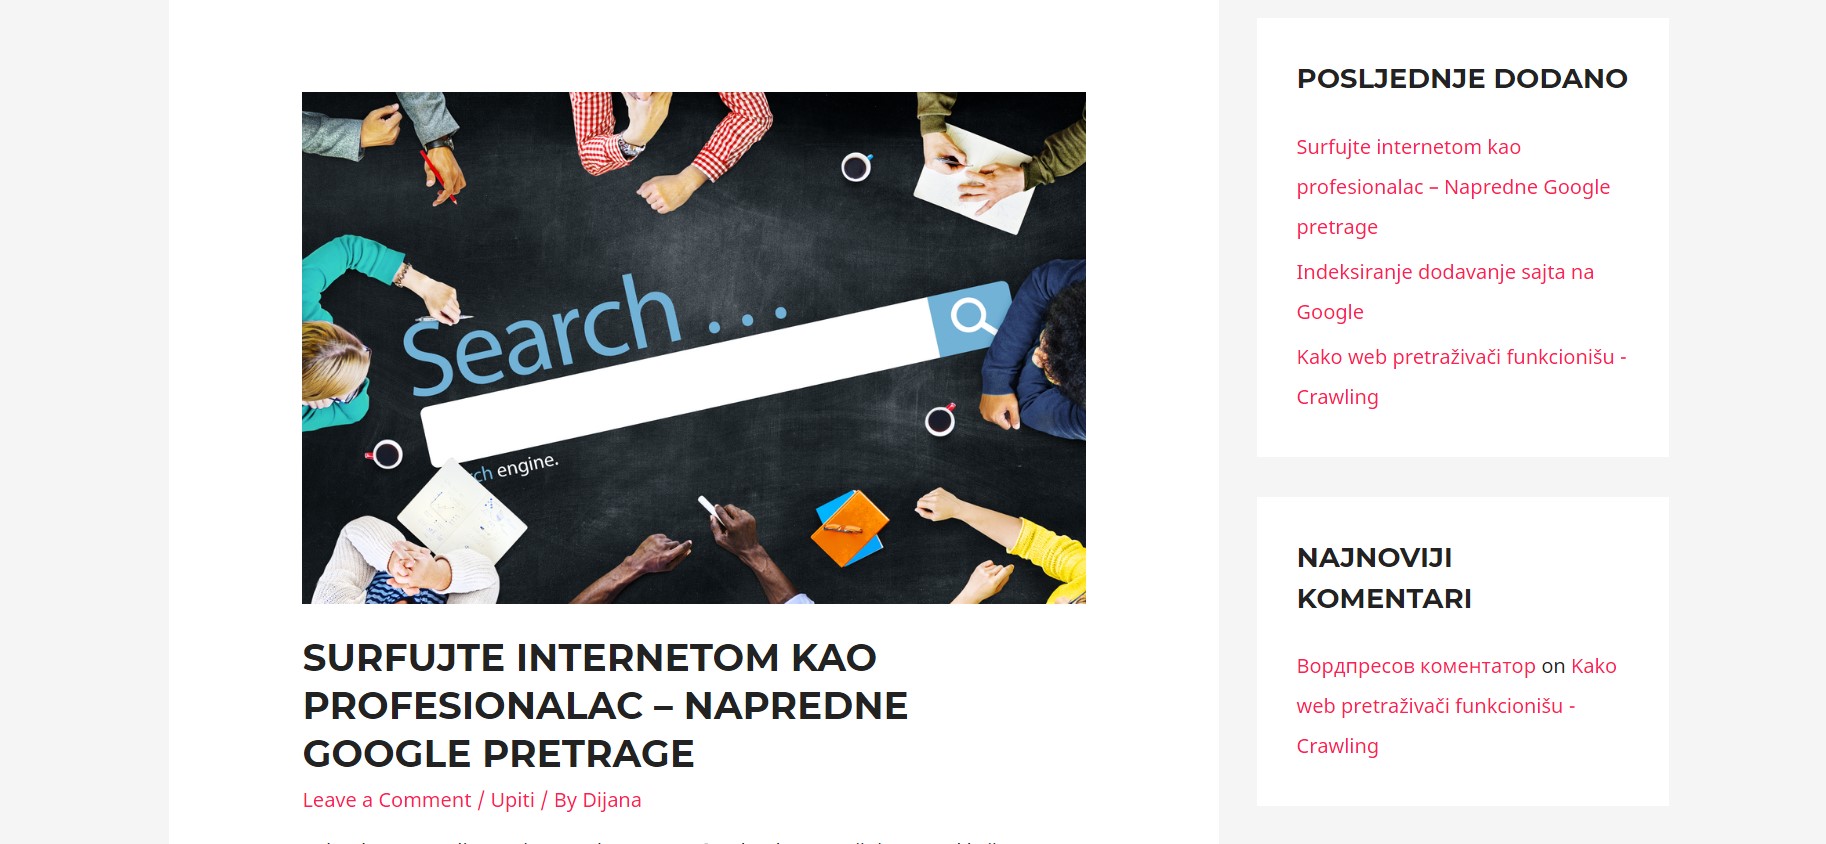 Search ...
engine.
SURFUJTE INTERNETOM KAO
PROFESIONALAC – NAPREDNE
GOOGLE PRETRAGE
Leave a Comment / Upiti / By Dijana
POSLJEDNJE DODANO
Surfujte internetom kao
profesionalac – Napredne Google
pretrage
Indeksiranje dodavanje sajta na
Google
Kako web pretraživači funkcionišu -
Crawling
NAJNOVIJI
KOMENTARI
Вордпресов коментатор on Kako
web pretraživači funkcionišu -
Crawling